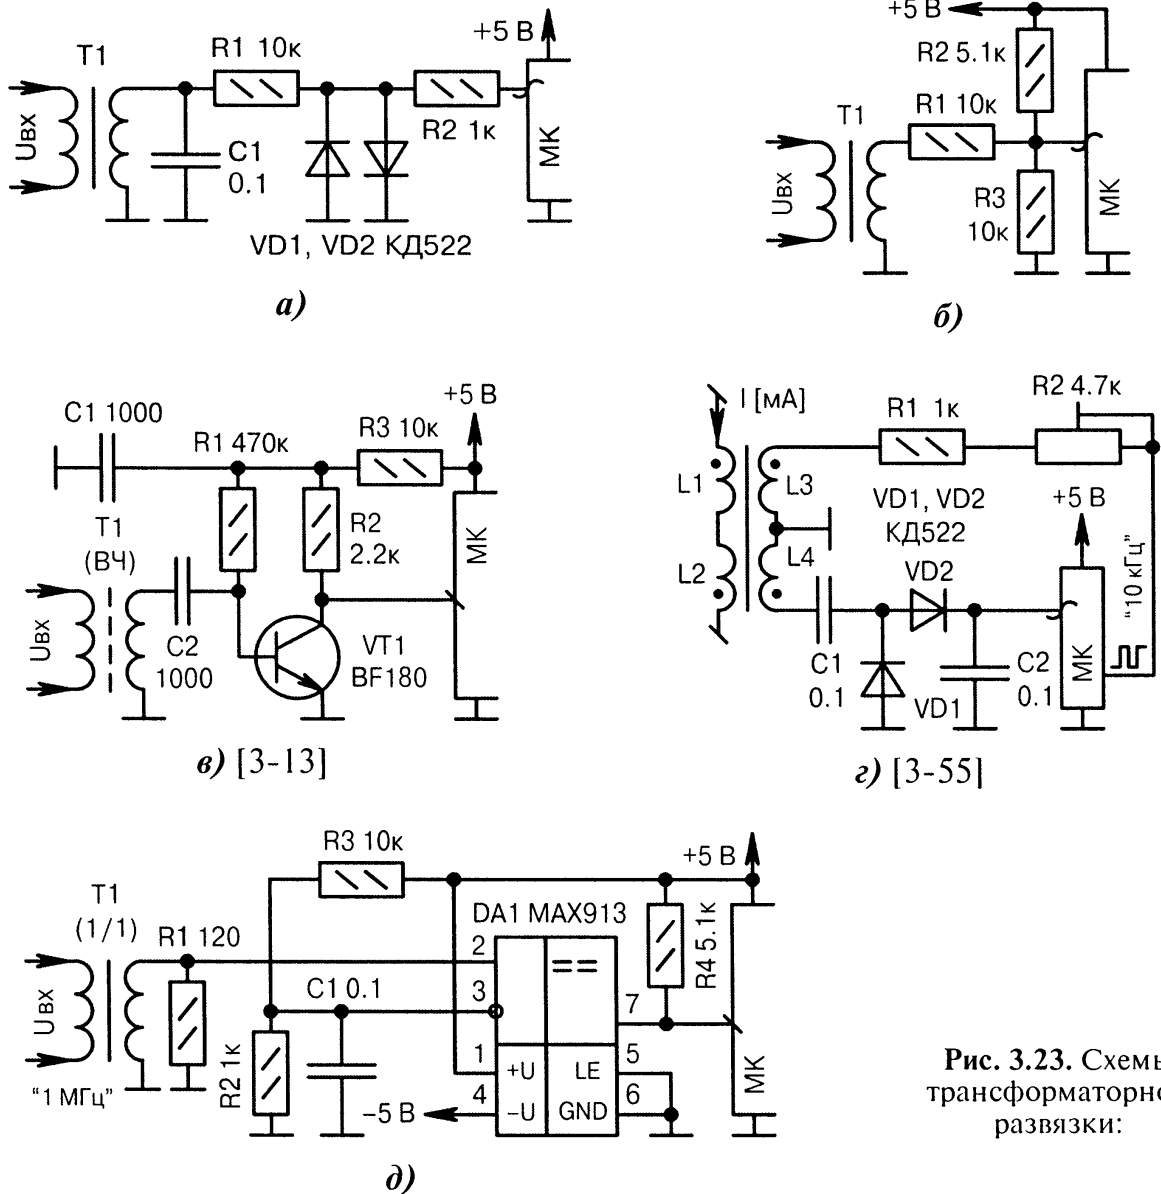 +5 В
T1
R1 10к
R2 1к
Uвх
C1
0.1
МК
VD1, VD2 КД522
а)
+5 В
R2 5.1к
R1 10к
T1
Uвх
R3
10к
МК
б)
+5 В
C1 1000
R1 470к
R3 10к
T1
(ВЧ)
R2
2.2к
МК
Uвх
C2
1000
VT1
BF180
в) [3-13]
I [мА]
R1 1к
R2 4.7к
L1
L3
VD1, VD2
КД522
+5 В
L2
L4
VD2
"10 кГц"
C1
0.1
VD1
C2
0.1
МК
г) [3-55]
R3 10к
+5 В
T1
(1/1)
R1 120
DA1 MAX913
R4 5.1к
2
==
3
C1 0.1
7
Uвх
R2 1к
1
+U
LE
5
МК
"1 МГц"
–5 В
4
–U
GND
6
д)
Рис. 3.23. Схемы
трансформаторно
развязки: